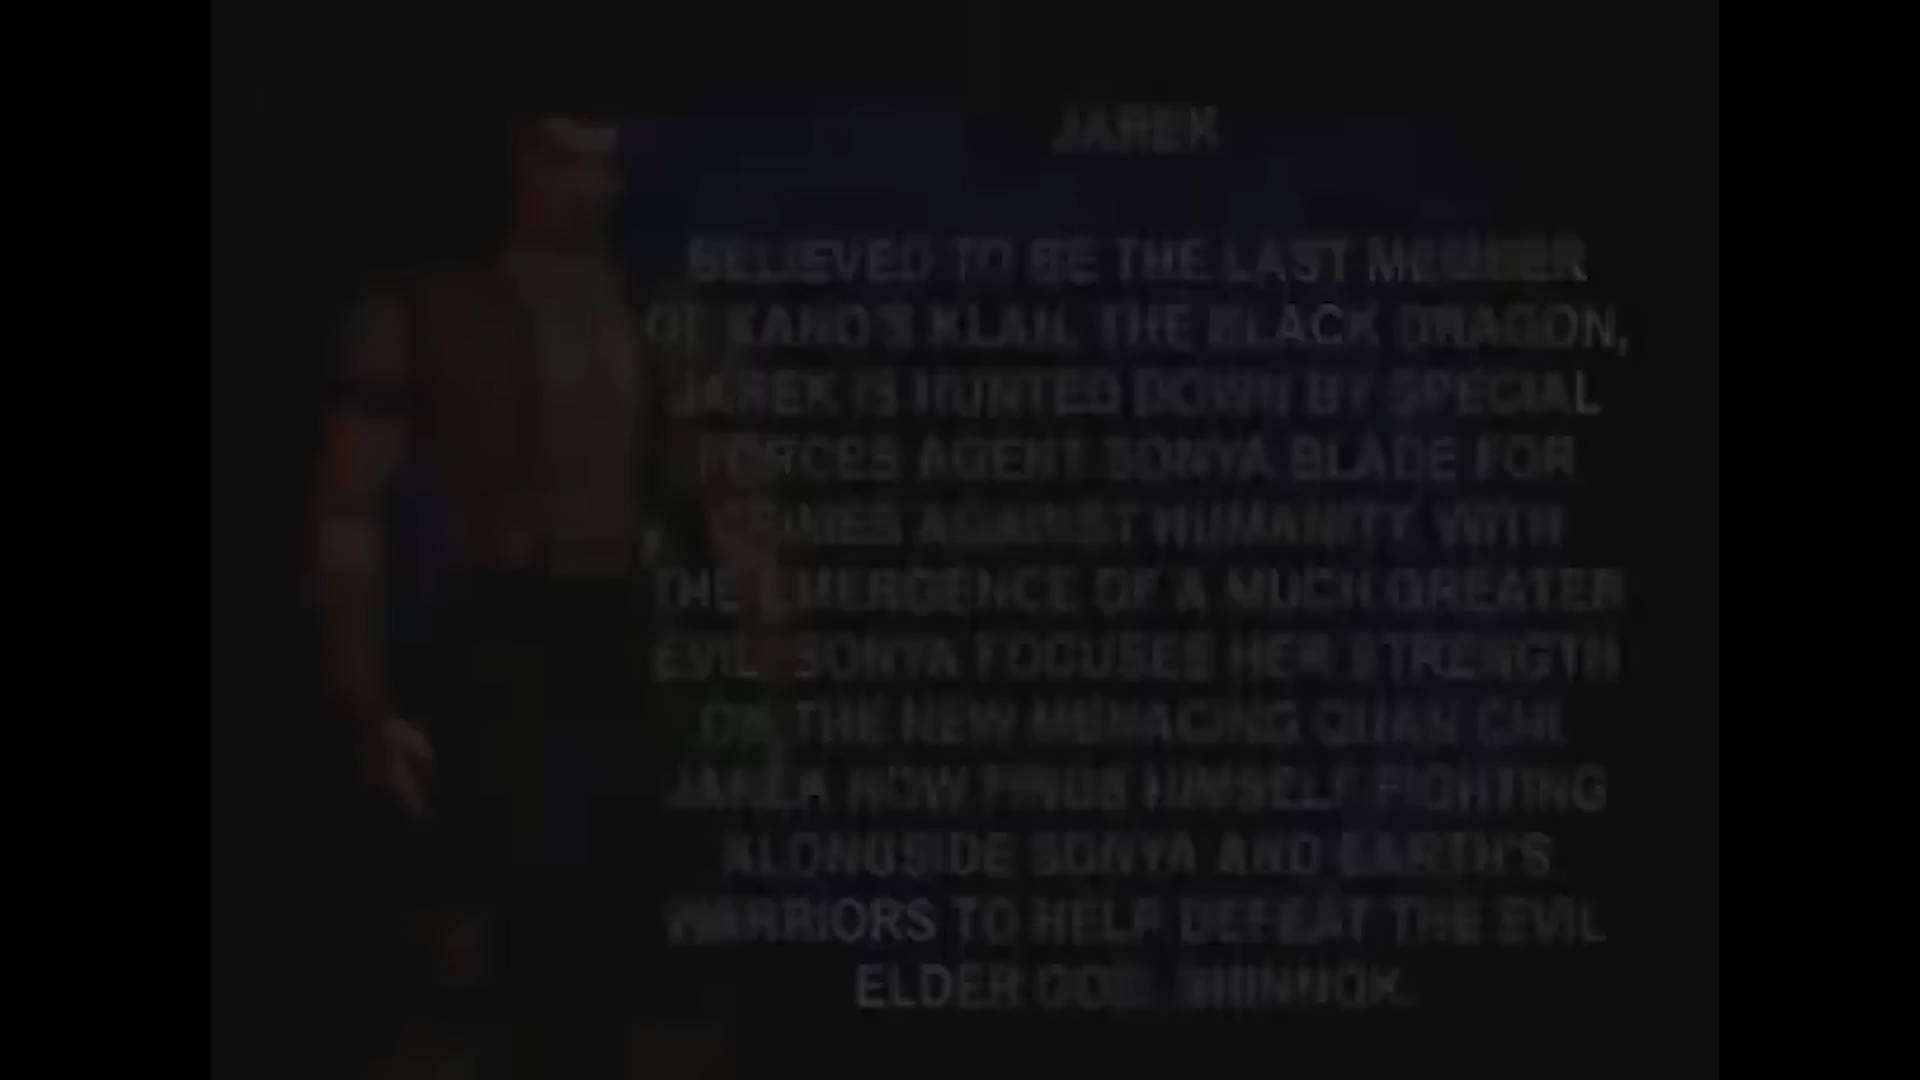 JAREK
BELIEVED TO BE THE LAST MEMBER
OF KANO'S KLAN, THE BLACK DRAGON,
JAREK IS HUNTED DOWN BY SPECIAL
FORCES AGENT SONYA BLADE FOR
CRIMES AGAINST HUMANITY. WITH
THE EMERGENCE OF A MUCH GREATER
EVIL, SONYA FOCUSES HER STRENGTH
ON THE NEW MENACING QUAN CHI.
JAREK NOW FINDS HIMSELF FIGHTING
ALONGSIDE SONYA AND EARTH'S
WARRIORS TO HELP DEFEAT THE EVIL
ELDER GOD, SHINNOK.